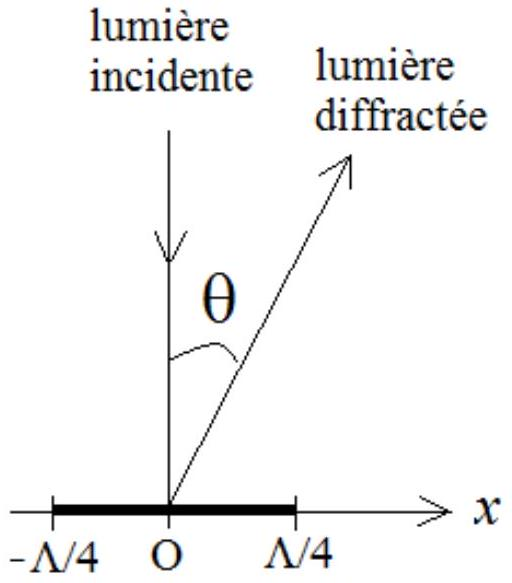 lumière
incidente
lumière
diffractée
θ
x
-Λ/4
O
Λ/4